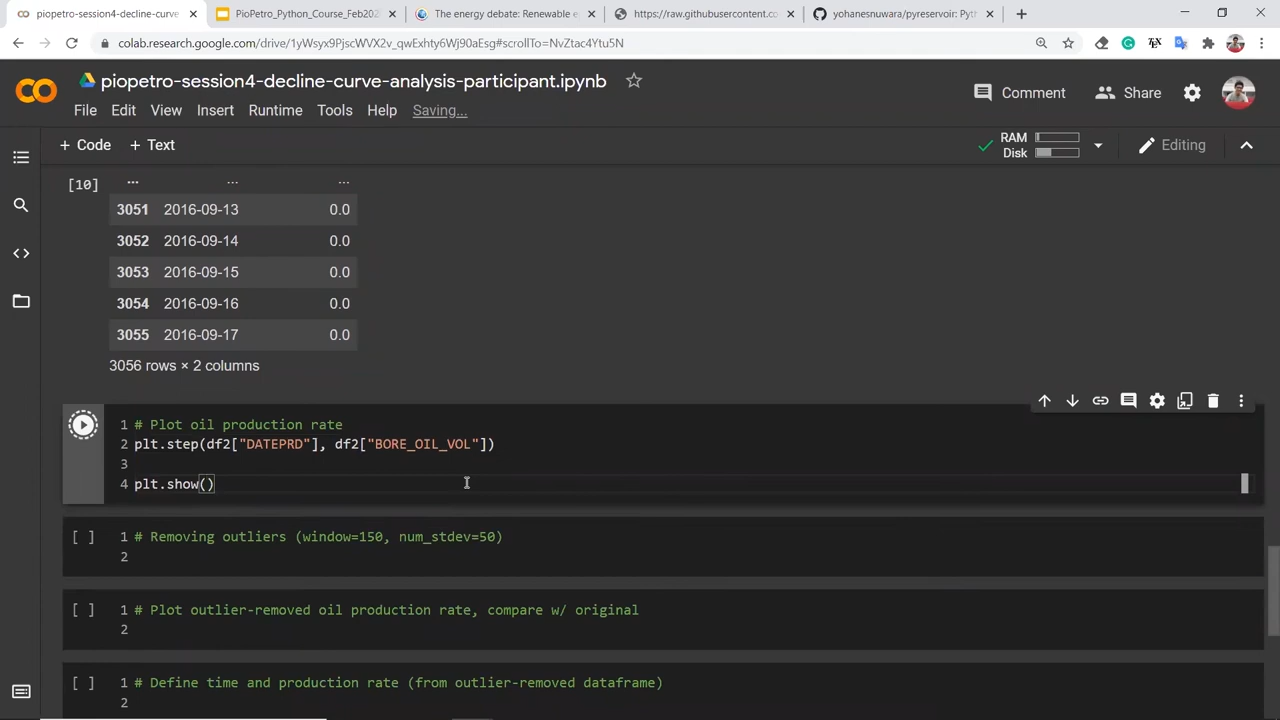 piopetro-session4-decline-curve
PioPetro_Python_Course_Feb202
The energy debate: Renewable e
https://raw.githubusercontent.co
yohanesnuwara/pyreservoir: Pyth
colab.research.google.com/drive/1yWsyx9PjscWVX2v_qwExhty6Wj90aEsg#scrollTo=NvZtac4Ytu5N
piopetro-session4-decline-curve-analysis-participant.ipynb
Comment
Share
File Edit View Insert Runtime Tools Help Saving...
+ Code + Text
RAM
Disk
Editing
[10] ... ... ...
3051 2016-09-13 0.0
3052 2016-09-14 0.0
3053 2016-09-15 0.0
3054 2016-09-16 0.0
3055 2016-09-17 0.0
3056 rows × 2 columns
1 # Plot oil production rate
2 plt.step(df2["DATEPRD"], df2["BORE_OIL_VOL"])
3
4 plt.show()
[ ] 1 # Removing outliers (window=150, num_stdev=50)
2
[ ] 1 # Plot outlier-removed oil production rate, compare w/ original
2
[ ] 1 # Define time and production rate (from outlier-removed dataframe)
2